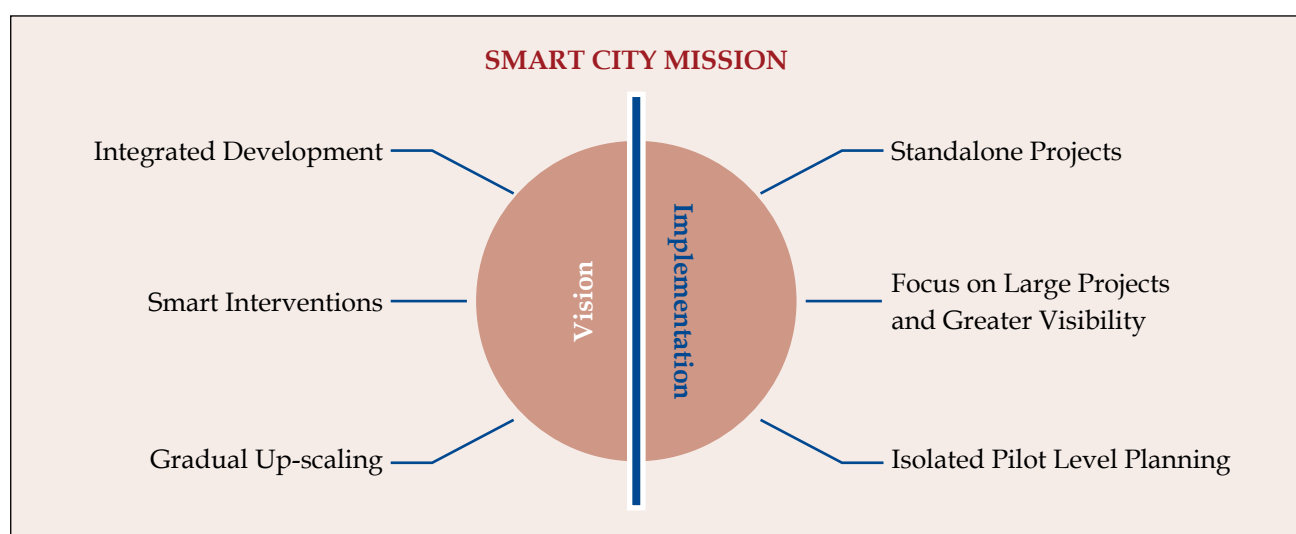 SMART CITY MISSION
Integrated Development
Smart Interventions
Gradual Up-scaling
Vision
Implementation
Standalone Projects
Focus on Large Projects
and Greater Visibility
Isolated Pilot Level Planning